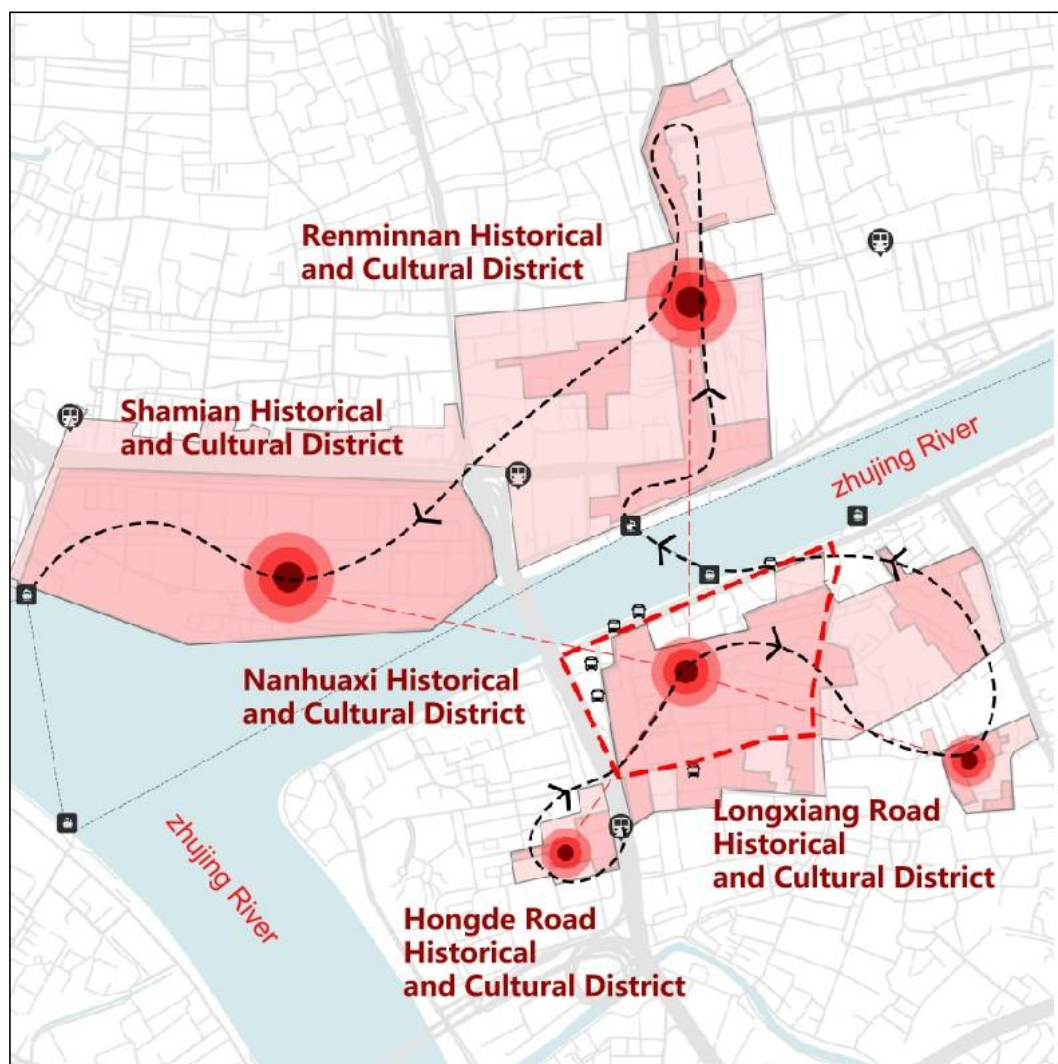 Renminnan Historical
and Cultural District
Shamian Historical
and Cultural District
zhujing River
Nanhuaxi Historical
and Cultural District
Longxiang Road
Historical
and Cultural District
zhujing River
Hongde Road
Historical
and Cultural District